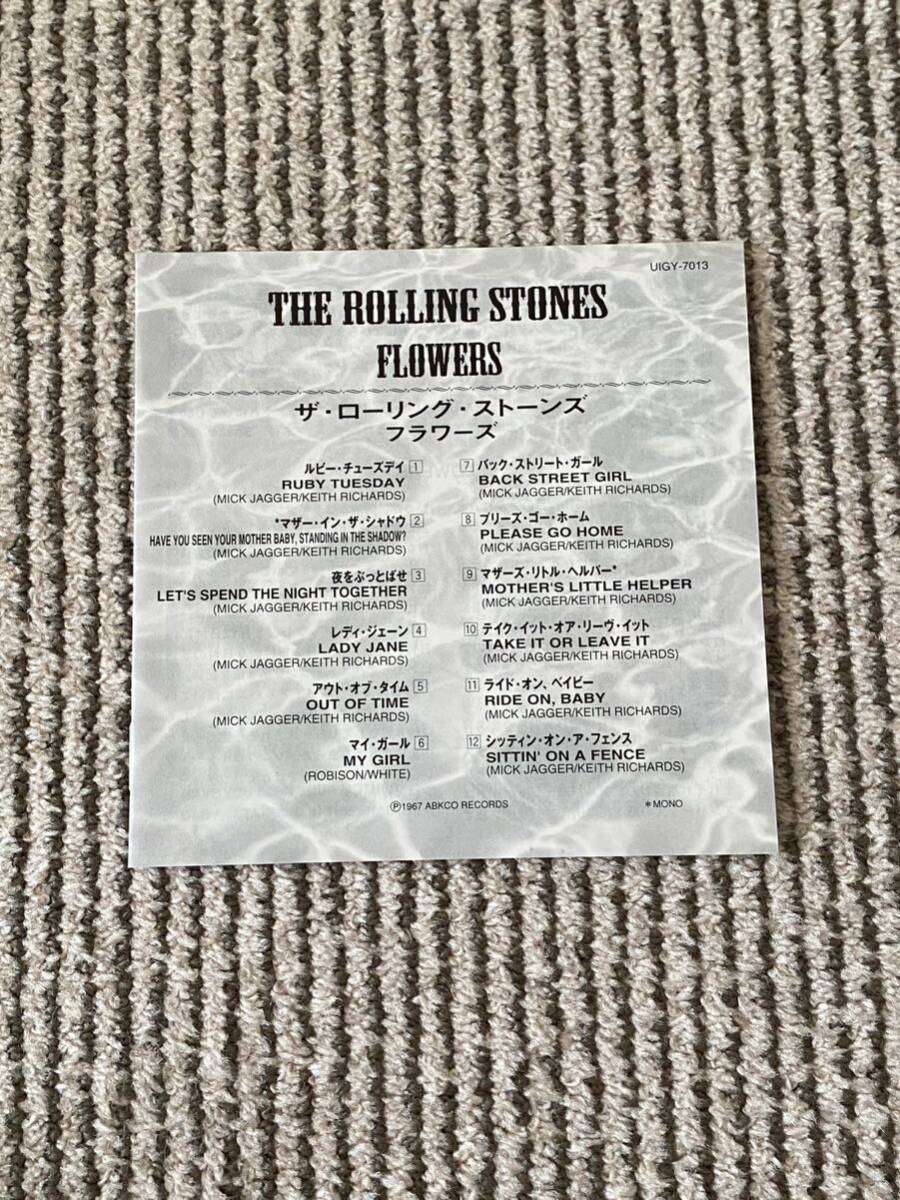 UIGY-7013
THE ROLLING STONES
FLOWERS
ザ・ローリング・ストーンズ
フラワーズ
ルビー・チューズデイ 1
RUBY TUESDAY
(MICK JAGGER/KEITH RICHARDS)
*マザー・イン・ザ・シャドウ 2
HAVE YOU SEEN YOUR MOTHER BABY, STANDING IN THE SHADOW?
(MICK JAGGER/KEITH RICHARDS)
夜をぶっとばせ 3
LET'S SPEND THE NIGHT TOGETHER
(MICK JAGGER/KEITH RICHARDS)
レディ・ジェーン 4
LADY JANE
(MICK JAGGER/KEITH RICHARDS)
アウト・オブ・タイム 5
OUT OF TIME
(MICK JAGGER/KEITH RICHARDS)
マイ・ガール 6
MY GIRL
(ROBISON/WHITE)
7 バック・ストリート・ガール
BACK STREET GIRL
(MICK JAGGER/KEITH RICHARDS)
8 プリーズ・ゴー・ホーム
PLEASE GO HOME
(MICK JAGGER/KEITH RICHARDS)
9 マザーズ・リトル・ヘルパー*
MOTHER'S LITTLE HELPER
(MICK JAGGER/KEITH RICHARDS)
10 テイク・イット・オア・リーヴ・イット
TAKE IT OR LEAVE IT
(MICK JAGGER/KEITH RICHARDS)
11 ライド・オン、ベイビー
RIDE ON, BABY
(MICK JAGGER/KEITH RICHARDS)
12 シッティン・オン・ア・フェンス
SITTIN' ON A FENCE
(MICK JAGGER/KEITH RICHARDS)
Ⓟ1967 ABKCO RECORDS
*MONO